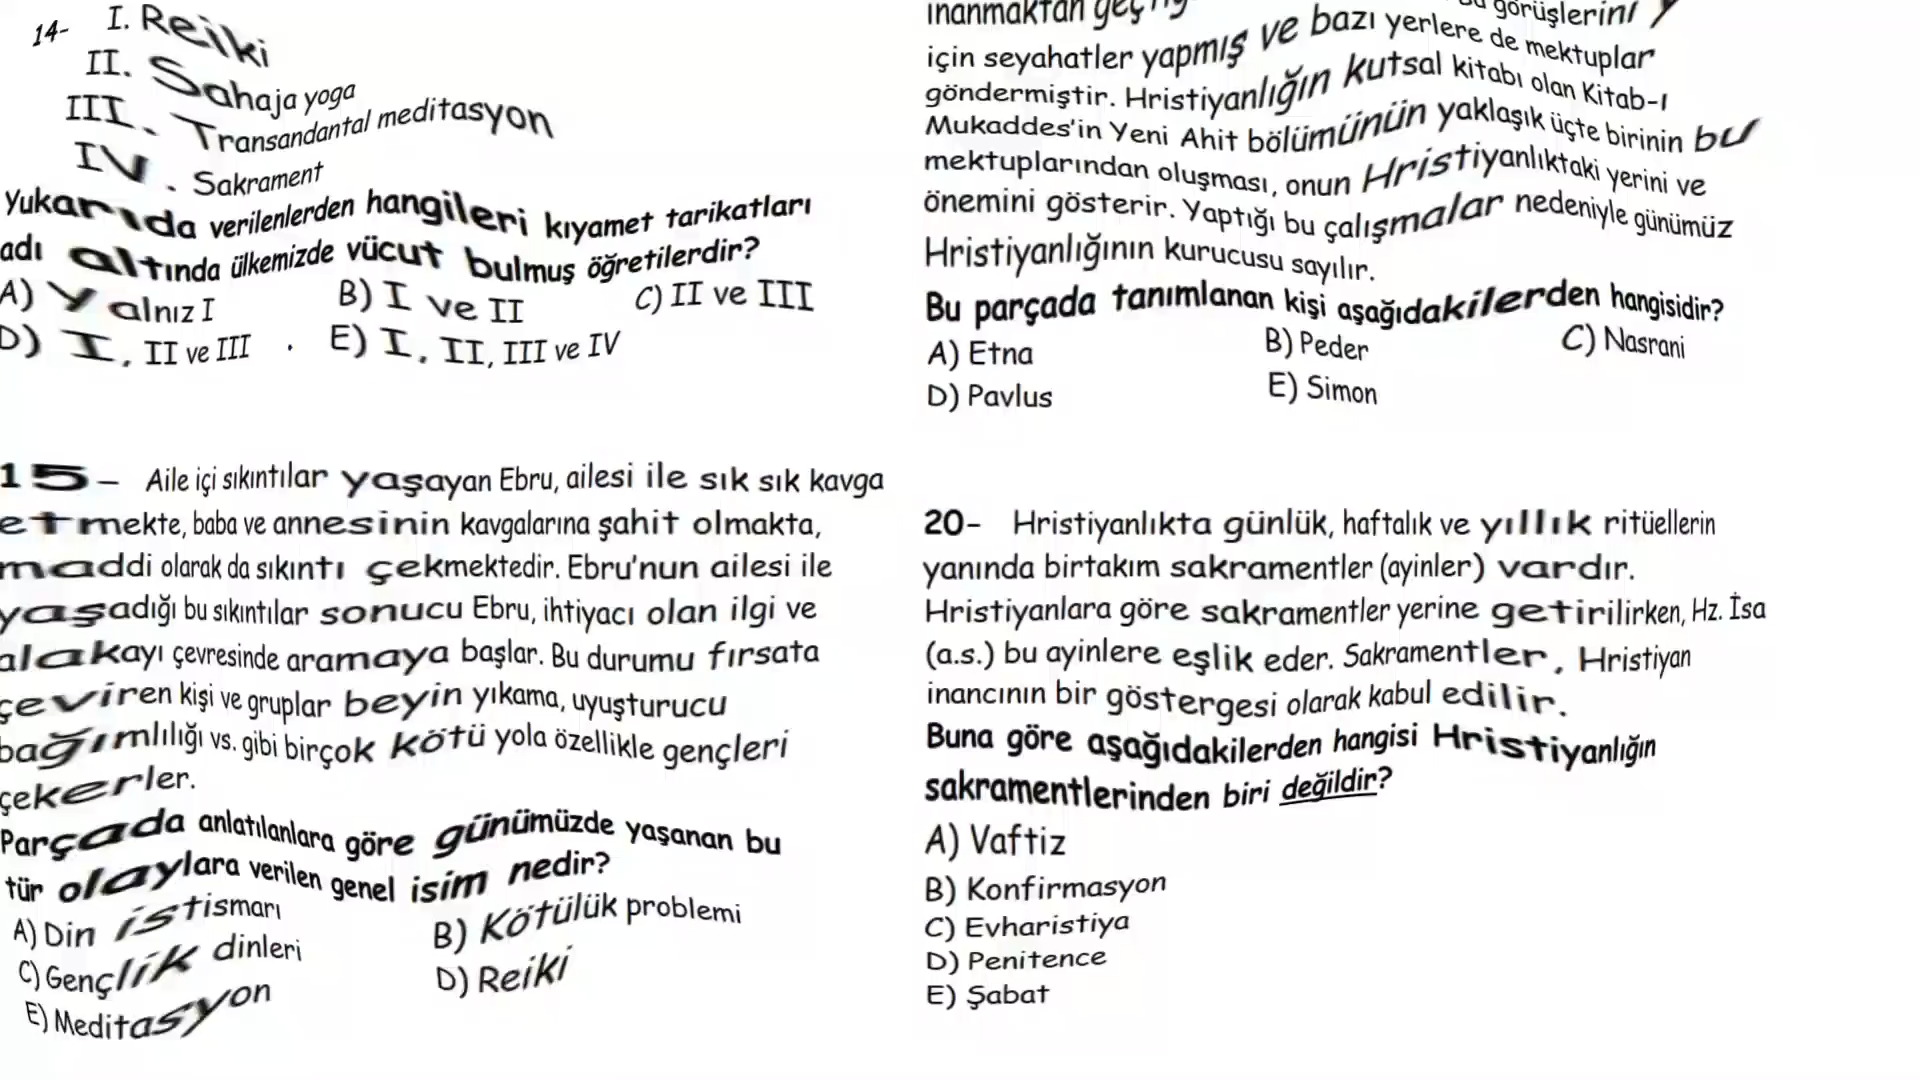 14- I. Reiki
II. Sahaja yoga
III. Transandantal meditasyon
IV. Sakrament
Yukarıda verilenlerden hangileri kıyamet tarikatları
adı altında ülkemizde vücut bulmuş öğretilerdir?
A) Yalnız I B) I ve II C) II ve III
D) I, II ve III . E) I, II, III ve IV
15- Aile içi sıkıntılar yaşayan Ebru, ailesi ile sık sık kavga
etmekte, baba ve annesinin kavgalarına şahit olmakta,
maddi olarak da sıkıntı çekmektedir. Ebru'nun ailesi ile
yaşadığı bu sıkıntılar sonucu Ebru, ihtiyacı olan ilgi ve
alakayı çevresinde aramaya başlar. Bu durumu fırsata
çeviren kişi ve gruplar beyin yıkama, uyuşturucu
bağımlılığı vs. gibi birçok kötü yola özellikle gençleri
çekerler.
Parçada anlatılanlara göre günümüzde yaşanan bu
tür olaylara verilen genel isim nedir?
A) Din istismarı B) Kötülük problemi
C) Gençlik dinleri D) Reiki
E) Meditasyon
inanmaktan görüşlerini
için seyahatler yapmış ve bazı yerlere de mektuplar
göndermiştir. Hristiyanlığın kutsal kitabı olan Kitab-ı
Mukaddes'in Yeni Ahit bölümünün yaklaşık üçte birinin bu
mektuplarından oluşması, onun Hristiyanlıktaki yerini ve
önemini gösterir. Yaptığı bu çalışmalar nedeniyle günümüz
Hristiyanlığının kurucusu sayılır.
Bu parçada tanımlanan kişi aşağıdakilerden hangisidir?
A) Etna B) Peder C) Nasrani
D) Pavlus E) Simon
20- Hristiyanlıkta günlük, haftalık ve yıllık ritüellerin
yanında birtakım sakramentler (ayinler) vardır.
Hristiyanlara göre sakramentler yerine getirilirken, Hz. İsa
(a.s.) bu ayinlere eşlik eder. Sakramentler, Hristiyan
inancının bir göstergesi olarak kabul edilir.
Buna göre aşağıdakilerden hangisi Hristiyanlığın
sakramentlerinden biri değildir?
A) Vaftiz
B) Konfirmasyon
C) Evharistiya
D) Penitence
E) Şabat